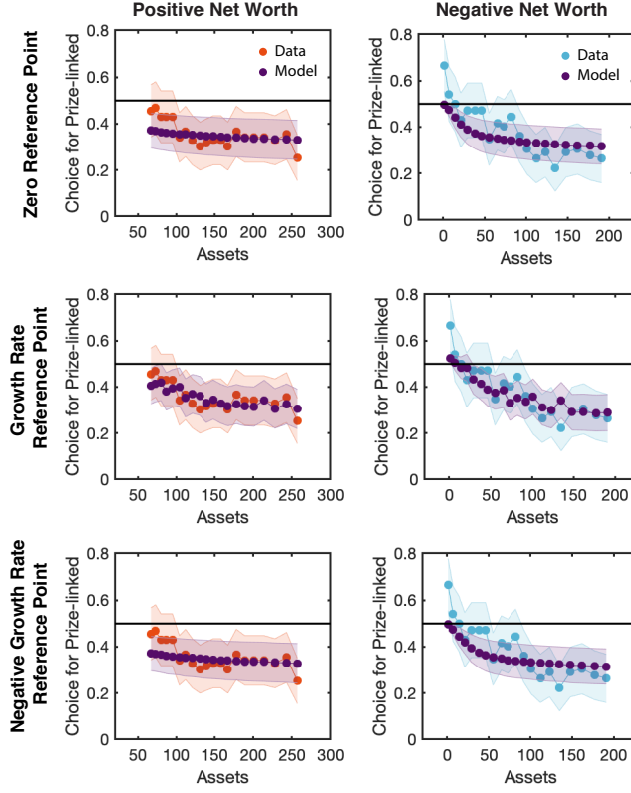 Positive Net Worth
Negative Net Worth
Zero Reference Point
Choice for Prize-linked
0.8
0.6
0.4
0.2
0
Data
Model
50 100 150 200 250 300
Assets
Choice for Prize-linked
0.8
0.6
0.4
0.2
0
Data
Model
0 50 100 150 200
Assets
Growth Rate
Reference Point
Choice for Prize-linked
0.8
0.6
0.4
0.2
0
50 100 150 200 250 300
Assets
Choice for Prize-linked
0.8
0.6
0.4
0.2
0
0 50 100 150 200
Assets
Negative Growth Rate
Reference Point
Choice for Prize-linked
0.8
0.6
0.4
0.2
0
50 100 150 200 250 300
Assets
Choice for Prize-linked
0.8
0.6
0.4
0.2
0
0 50 100 150 200
Assets